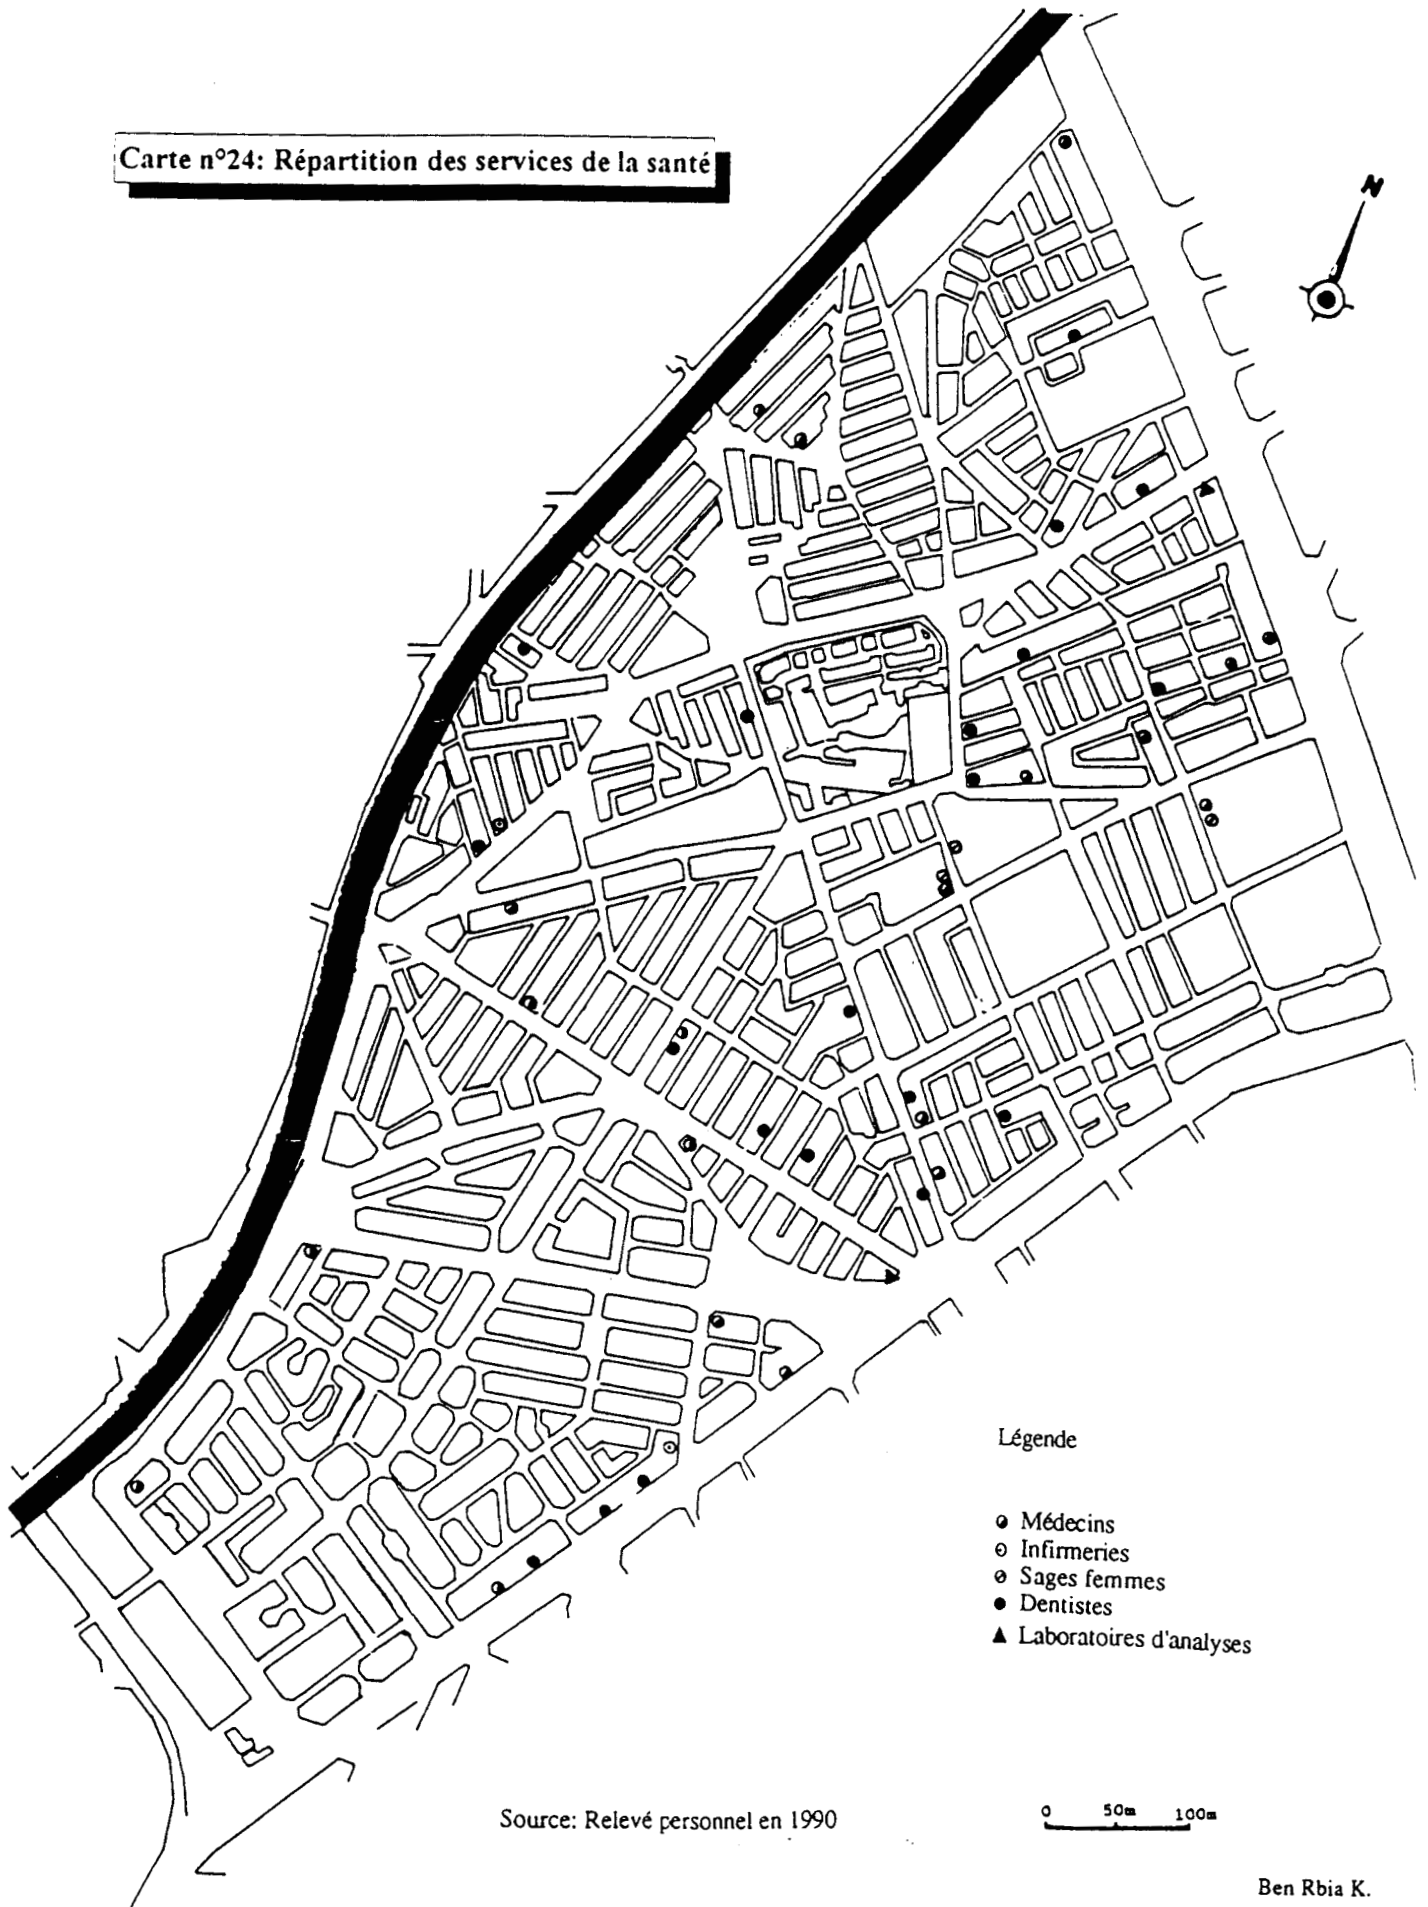 Carte n°24: Répartition des services de la santé
N
Légende
Médecins
Infirmeries
Sages femmes
Dentistes
Laboratoires d'analyses
Source: Relevé personnel en 1990
0 50m 100m
Ben Rbia K.